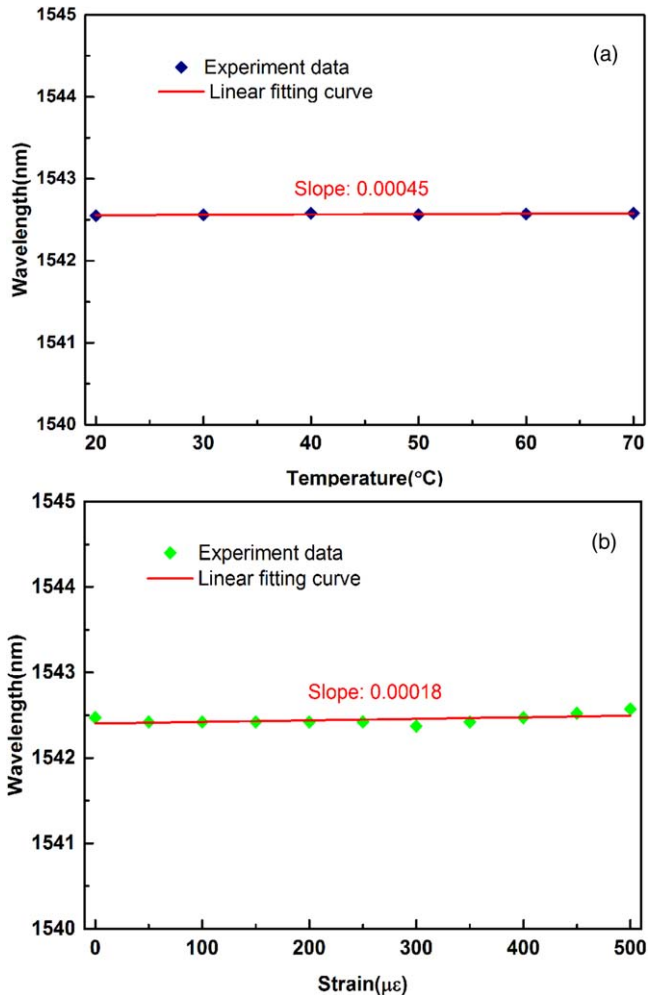 1545
(a)
Experiment data
Linear fitting curve
1544
1543
Slope: 0.00045
Wavelength(nm)
1542
1541
1540
20 30 40 50 60 70
Temperature(°C)
1545
(b)
Experiment data
Linear fitting curve
1544
1543
Slope: 0.00018
Wavelength(nm)
1542
1541
1540
0 100 200 300 400 500
Strain(με)